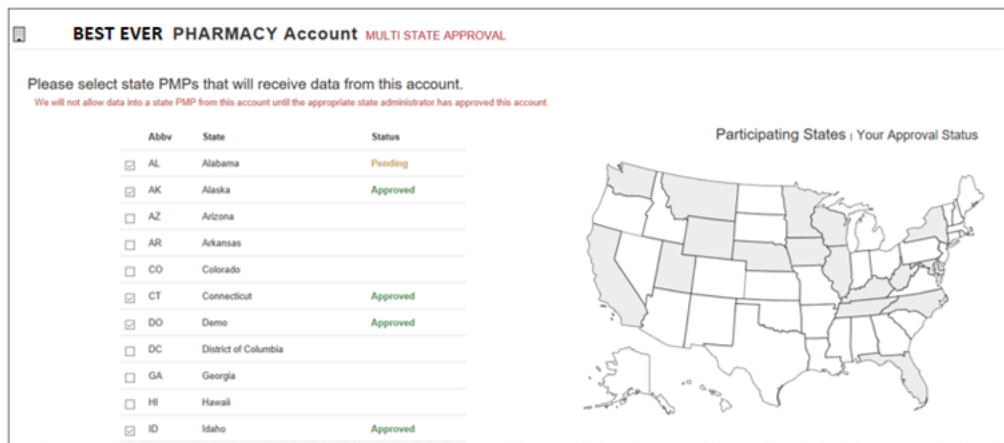 BEST EVER PHARMACY Account MULTI STATE APPROVAL
Please select state PMPs that will receive data from this account.
We will not allow data into a state PMP from this account until the appropriate state administrator has approved this account.
Participating States | Your Approval Status
Abbv State Status
AL Alabama Pending
AK Alaska Approved
AZ Arizona
AR Arkansas
CO Colorado
CT Connecticut Approved
DO Demo Approved
DC District of Columbia
GA Georgia
HI Hawaii
ID Idaho Approved